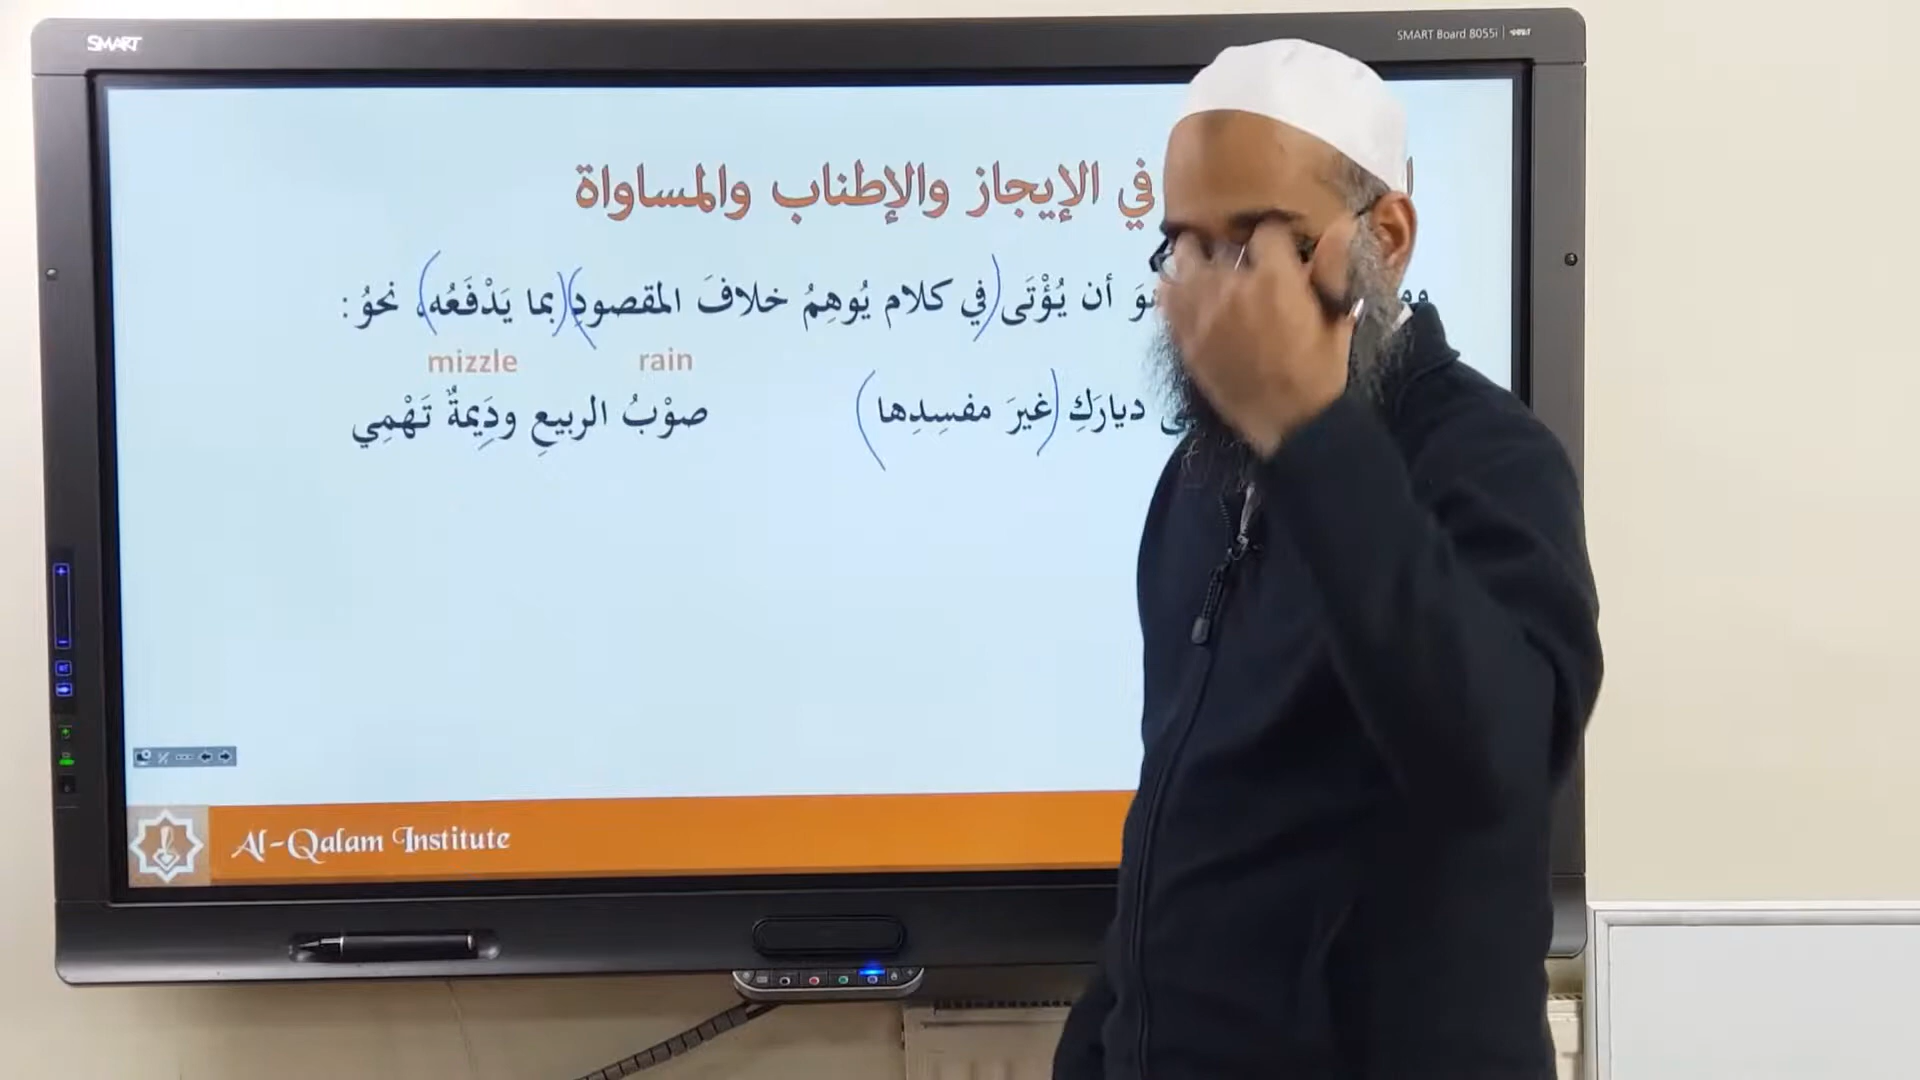 SMART
SMART Board 8055i
في الإيجاز والإطناب والمساواة
أن يُؤْتَى (في كلام يُوهِمُ خلافَ المقصودِ) (بما يَدْفَعُه)، نحوُ:
mizzle rain
ديارَكِ (غيرَ مفسِدِها) صوْبُ الربيعِ ودَِيمةٌ تَهْمِي
Al-Qalam Institute